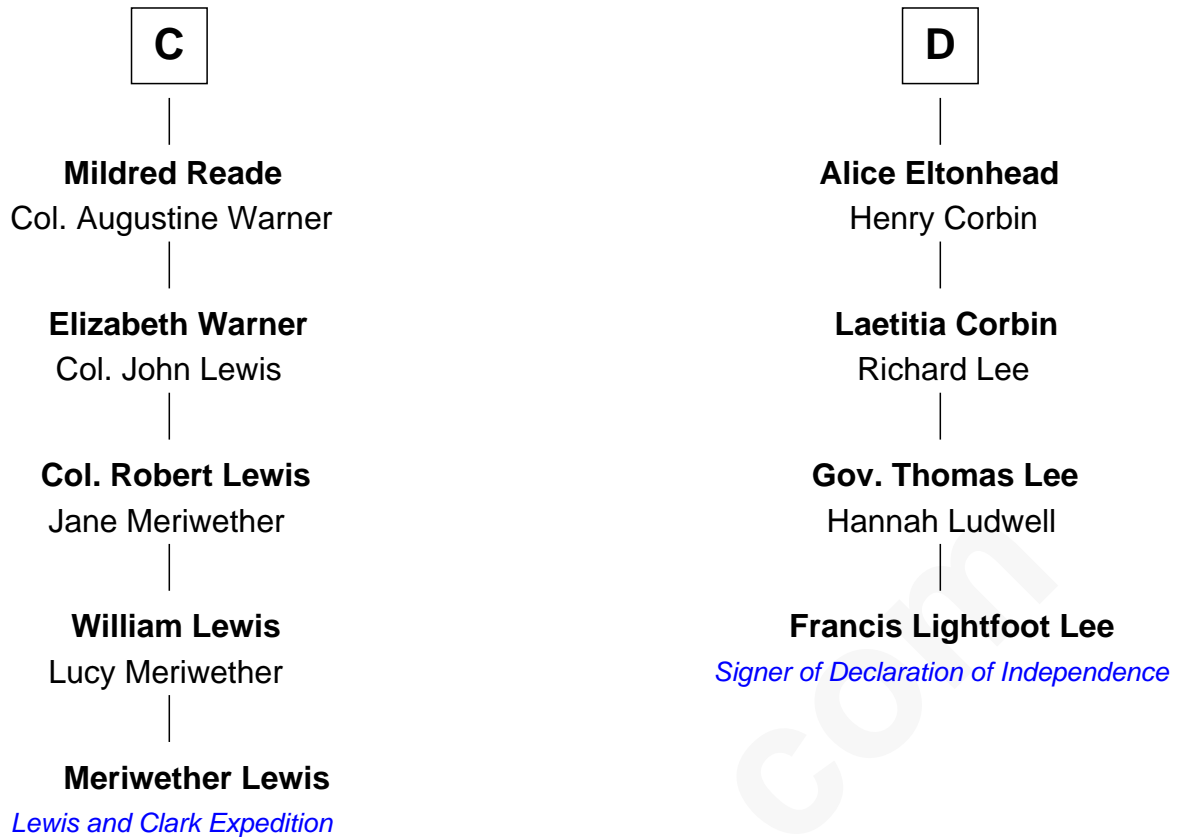 C
Mildred Reade
Col. Augustine Warner
Elizabeth Warner
Col. John Lewis
Col. Robert Lewis
Jane Meriwether
William Lewis
Lucy Meriwether
Meriwether Lewis
Lewis and Clark Expedition
D
Alice Eltonhead
Henry Corbin
Laetitia Corbin
Richard Lee
Gov. Thomas Lee
Hannah Ludwell
Francis Lightfoot Lee
Signer of Declaration of Independence
com